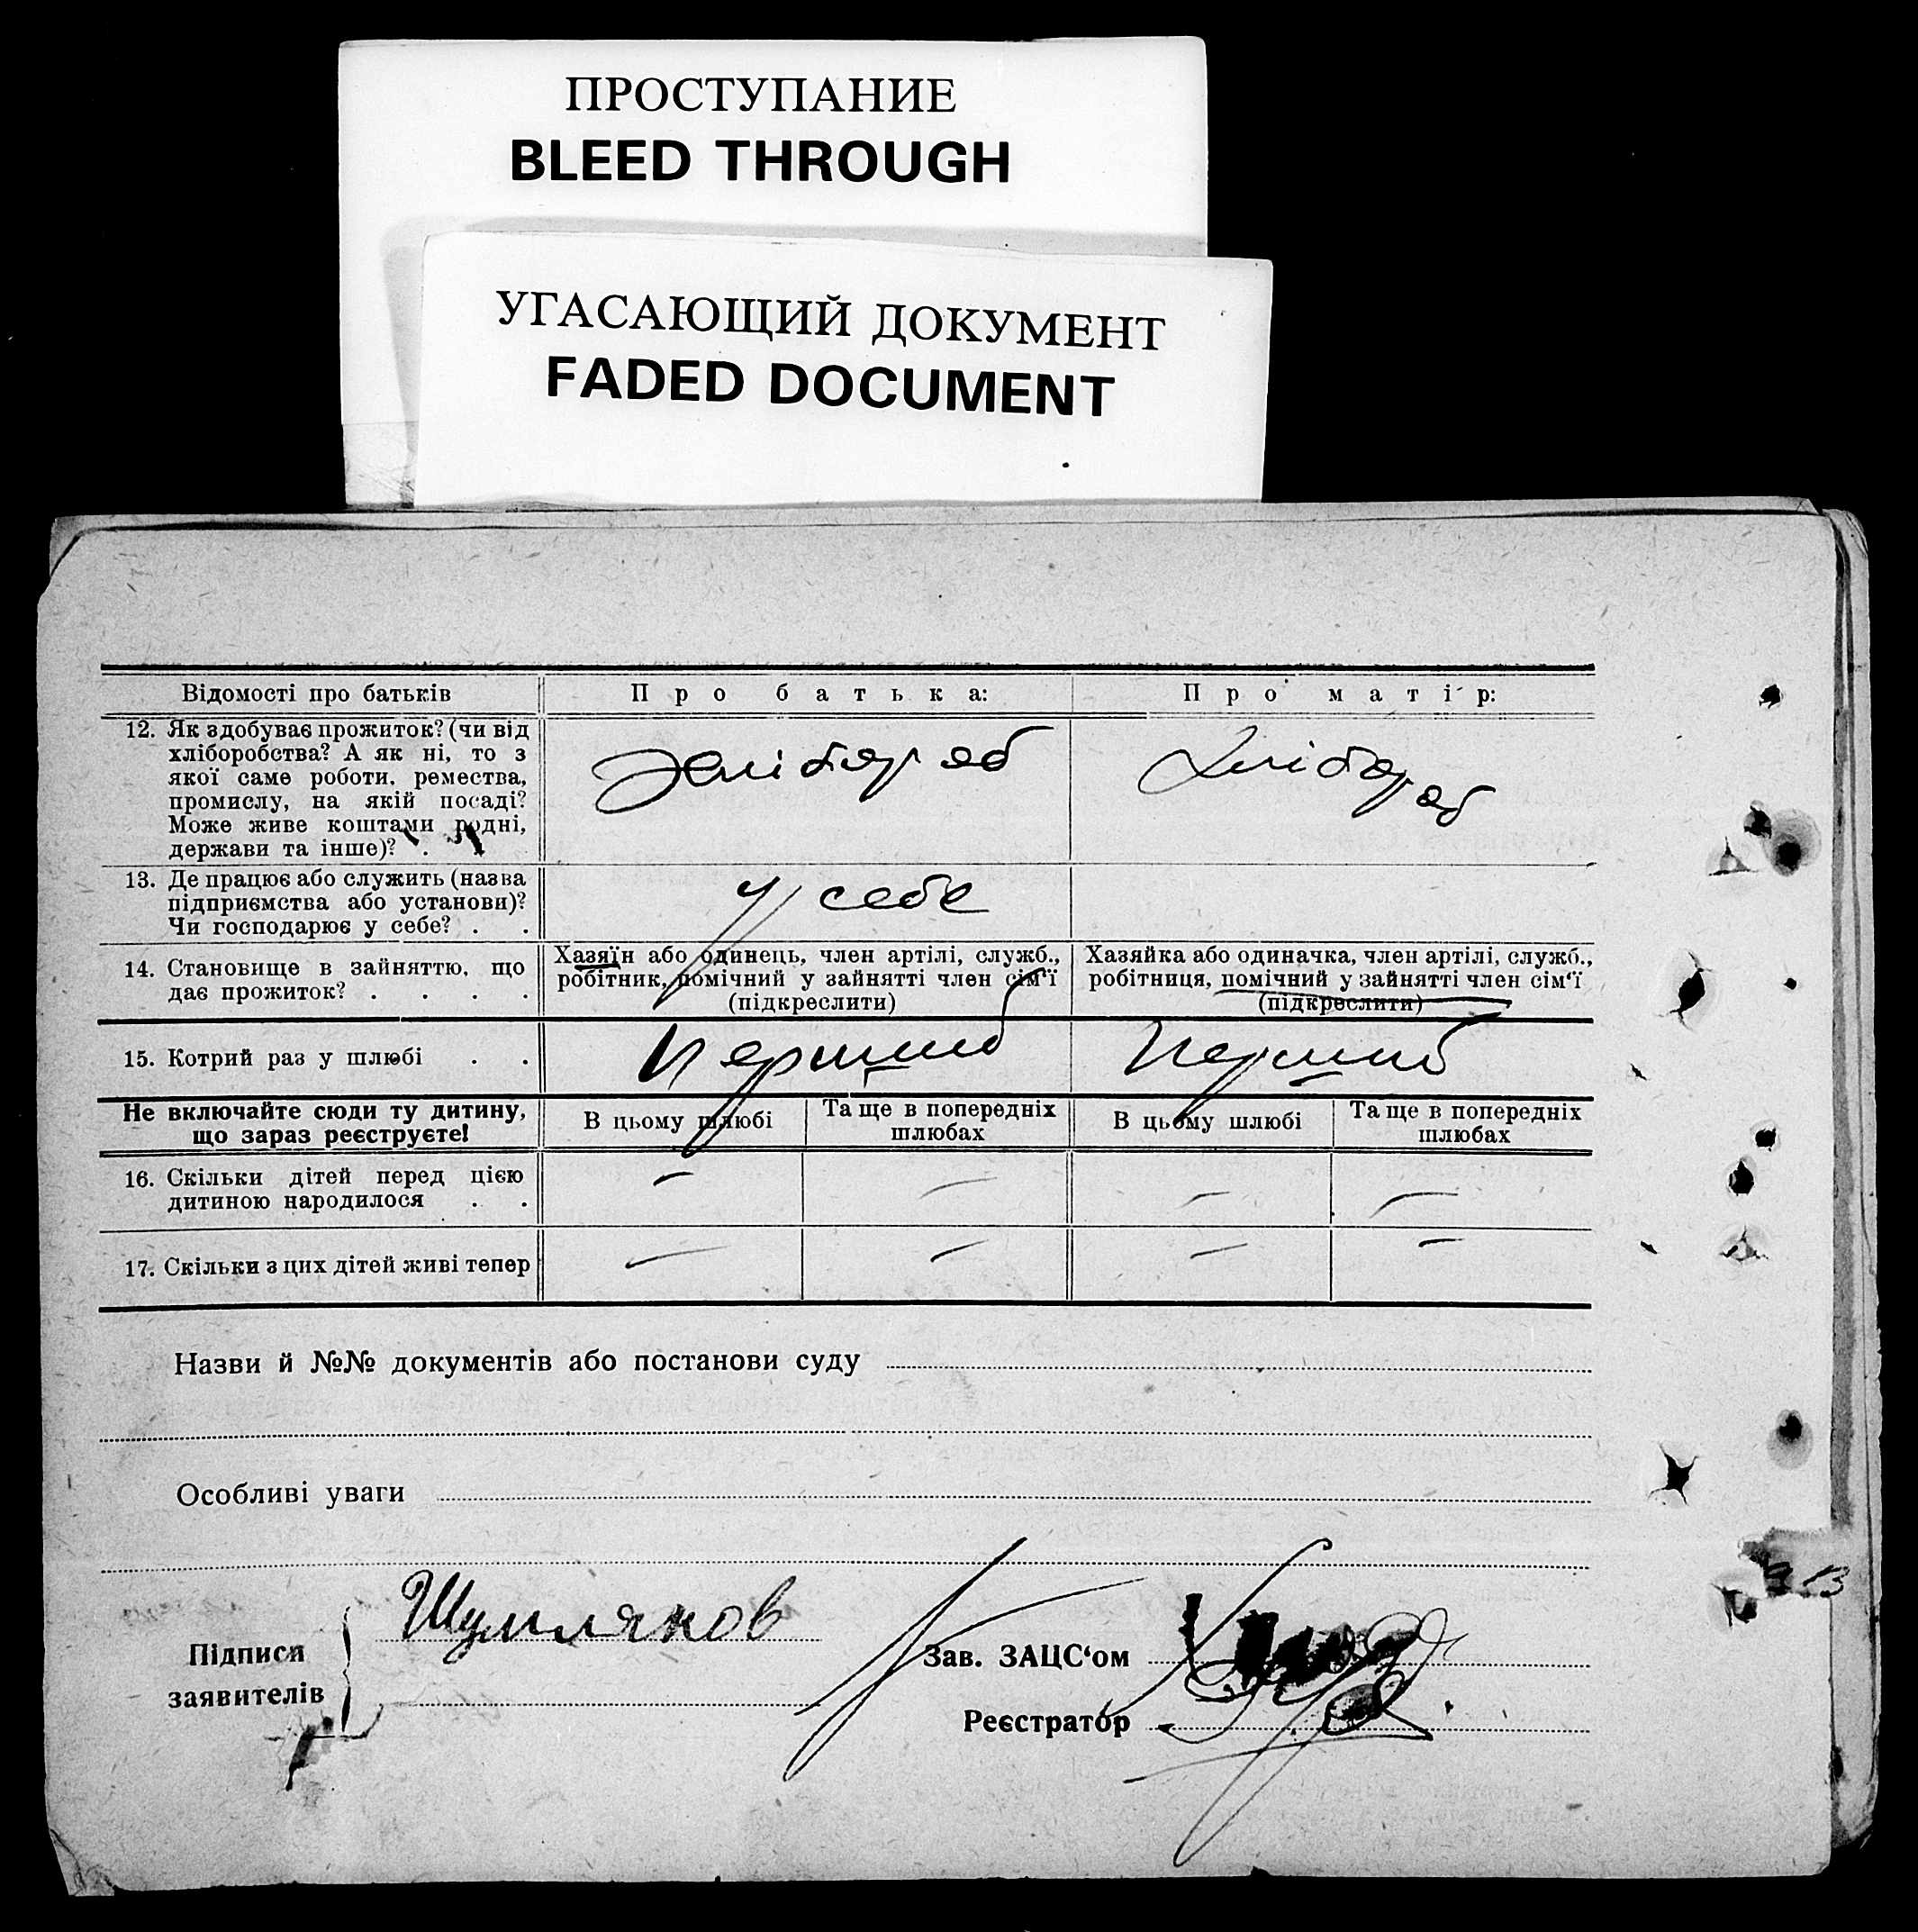 ПРОСТУПАНИЕ
BLEED THROUGH
УГАСАЮЩИЙ ДОКУМЕНТ
FADED DOCUMENT
Відомості про батьків
Про батька:
Про матір:
12. Як здобуває прожиток? (чи від
хліборобства? А як ні, то з
якої саме роботи, ремества,
промислу, на якій посаді?
Може живе коштами родні,
держави та інше)? .
Хлібороб
Хлібороб
13. Де працює або служить (назва
підприємства або установи)?
Чи господарює у себе? . .
у себе
14. Становище в зайняттю, що
дає прожиток? . . . .
Хазяїн або одинець, член артілі, служб.,
робітник, помічний у зайнятті член сім'ї
(підкреслити)
Хазяйка або одиначка, член артілі, служб.,
робітниця, помічний у зайнятті член сім'ї
(підкреслити)
15. Котрий раз у шлюбі . .
перший
перший
Не включайте сюди ту дитину,
що зараз реєструєте!
В цьому шлюбі
Та ще в попередніх
шлюбах
В цьому шлюбі
Та ще в попередніх
шлюбах
16. Скільки дітей перед цією
дитиною народилося . .
— — — —
17. Скільки з цих дітей живі тепер
— — — —
Назви й №№ документів або постанови суду
Особливі уваги
Підписи
заявителів
Шумляков
Зав. ЗАЦС‘ом
Реєстратор